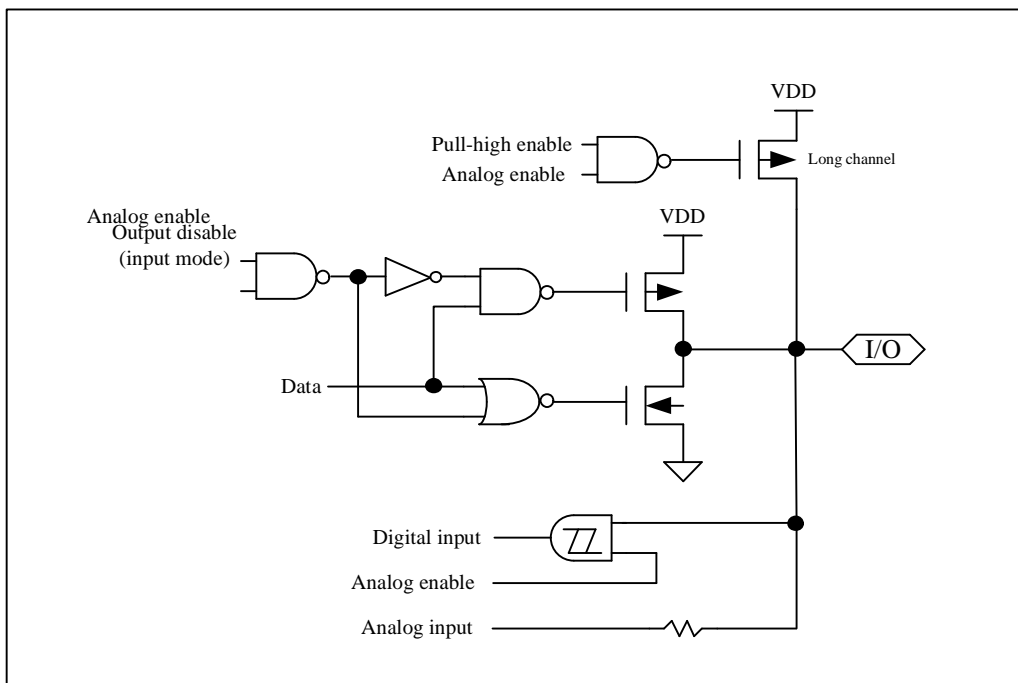 VDD
Pull-high enable
Long channel
Analog enable
Analog enable
VDD
Output disable
(input mode)
I/O
Data
Digital input
Analog enable
Analog input